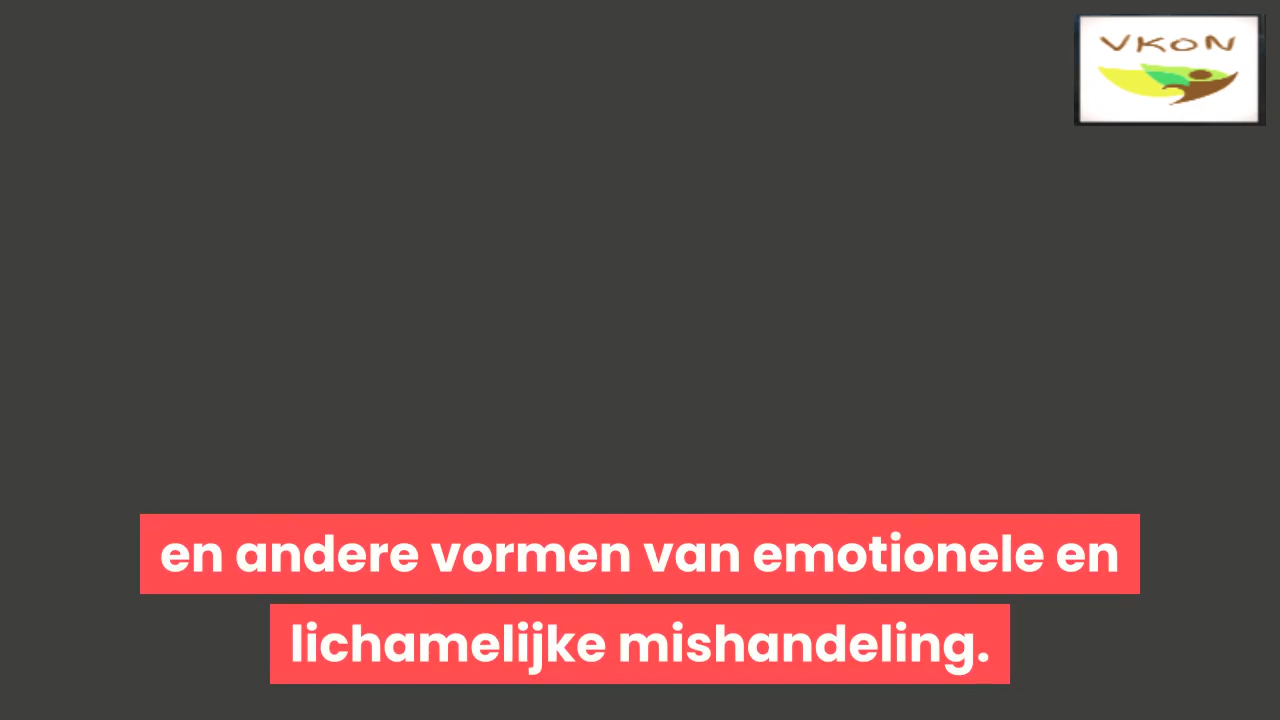 VKON
en andere vormen van emotionele en
lichamelijke mishandeling.